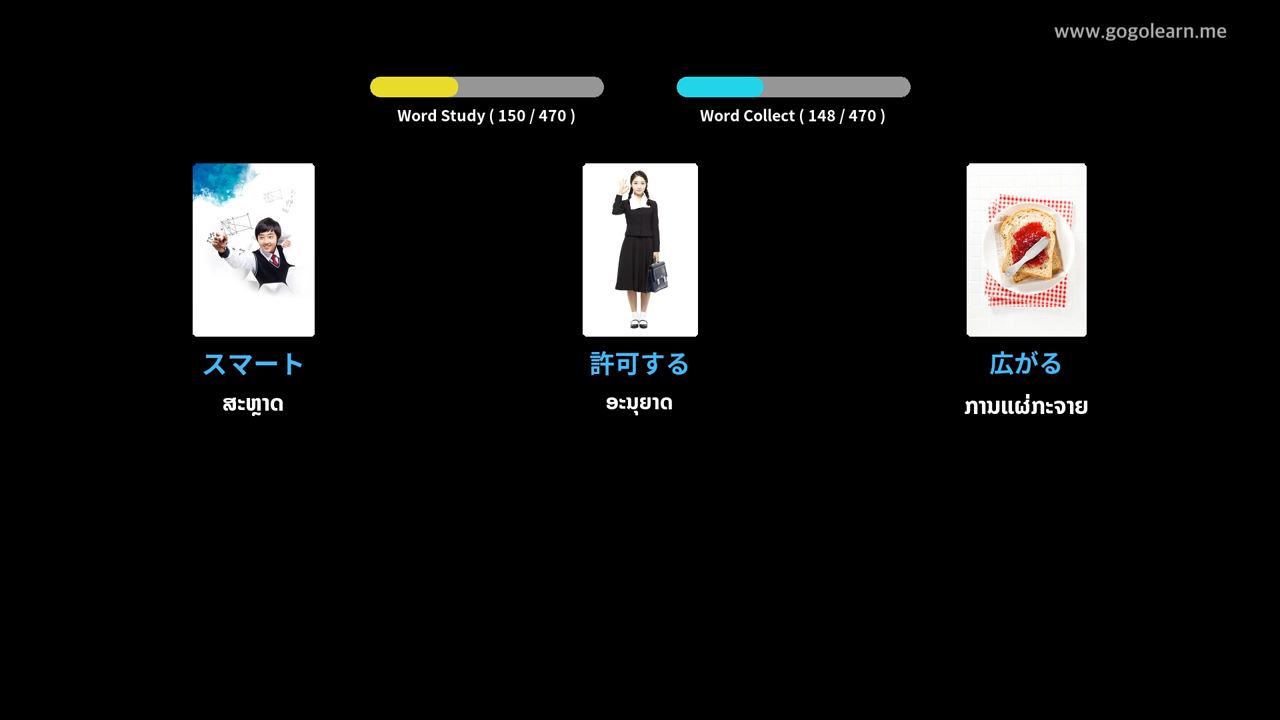 www.gogolearn.me
Word Study ( 150 / 470 )
Word Collect ( 148 / 470 )
スマート
許可する
広がる
ສະຫຼາດ
ອະນຸຍາດ
ການແຜ່ກະຈາຍ